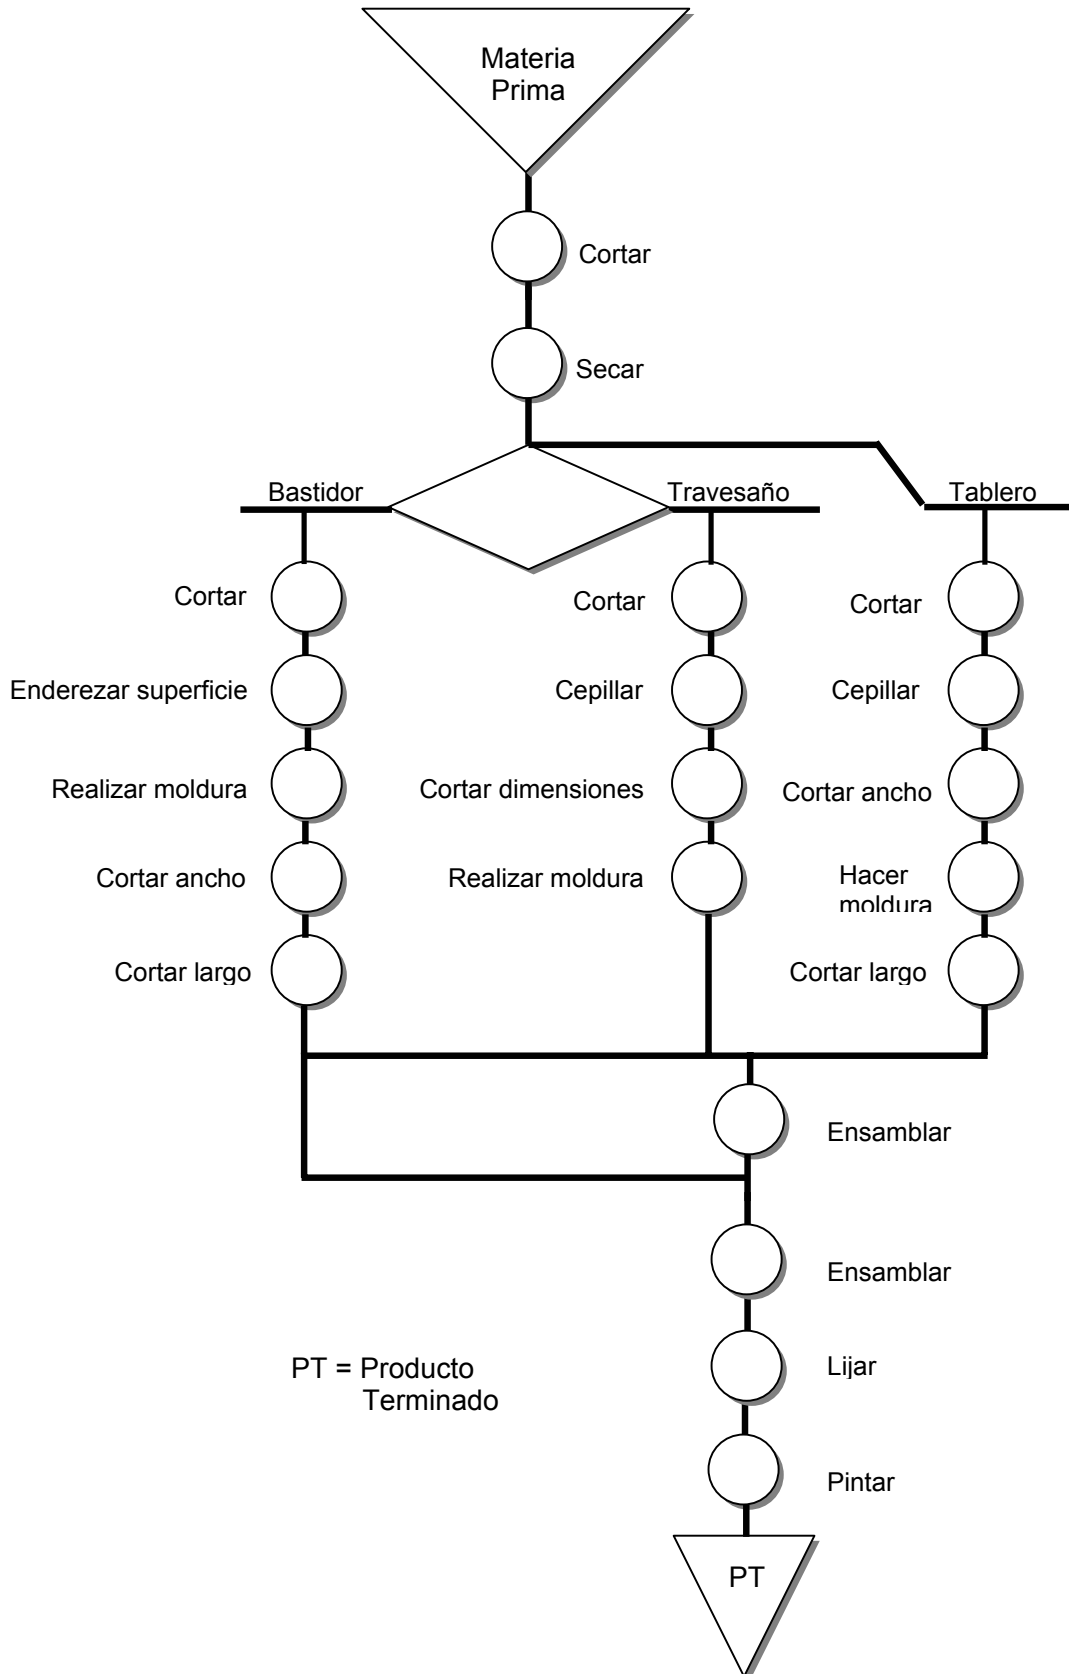 Materia
Prima
Cortar
Secar
Bastidor
Travesaño
Tablero
Cortar
Cortar
Cortar
Enderezar superficie
Cepillar
Cepillar
Realizar moldura
Cortar dimensiones
Cortar ancho
Cortar ancho
Realizar moldura
Hacer
moldura
Cortar largo
Cortar largo
Ensamblar
Ensamblar
PT = Producto
Terminado
Lijar
Pintar
PT